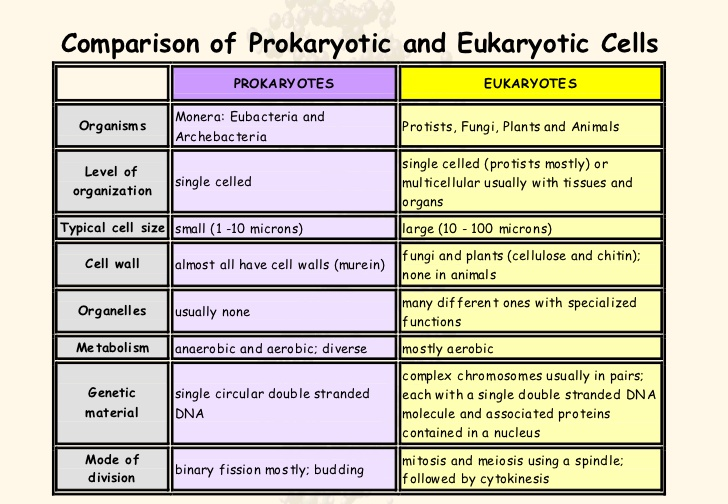 Comparison of Prokaryotic and Eukaryotic Cells
PROKARYOTES
EUKARYOTES
Organisms
Monera: Eubacteria and
Archebacteria
Protists, Fungi, Plants and Animals
Level of
organization
single celled
single celled (protists mostly) or
multicellular usually with tissues and
organs
Typical cell size
small (1 -10 microns)
large (10 - 100 microns)
Cell wall
almost all have cell walls (murein)
fungi and plants (cellulose and chitin);
none in animals
Organelles
usually none
many different ones with specialized
functions
Metabolism
anaerobic and aerobic; diverse
mostly aerobic
Genetic
material
single circular double stranded
DNA
complex chromosomes usually in pairs;
each with a single double stranded DNA
molecule and associated proteins
contained in a nucleus
Mode of
division
binary fission mostly; budding
mitosis and meiosis using a spindle;
followed by cytokinesis